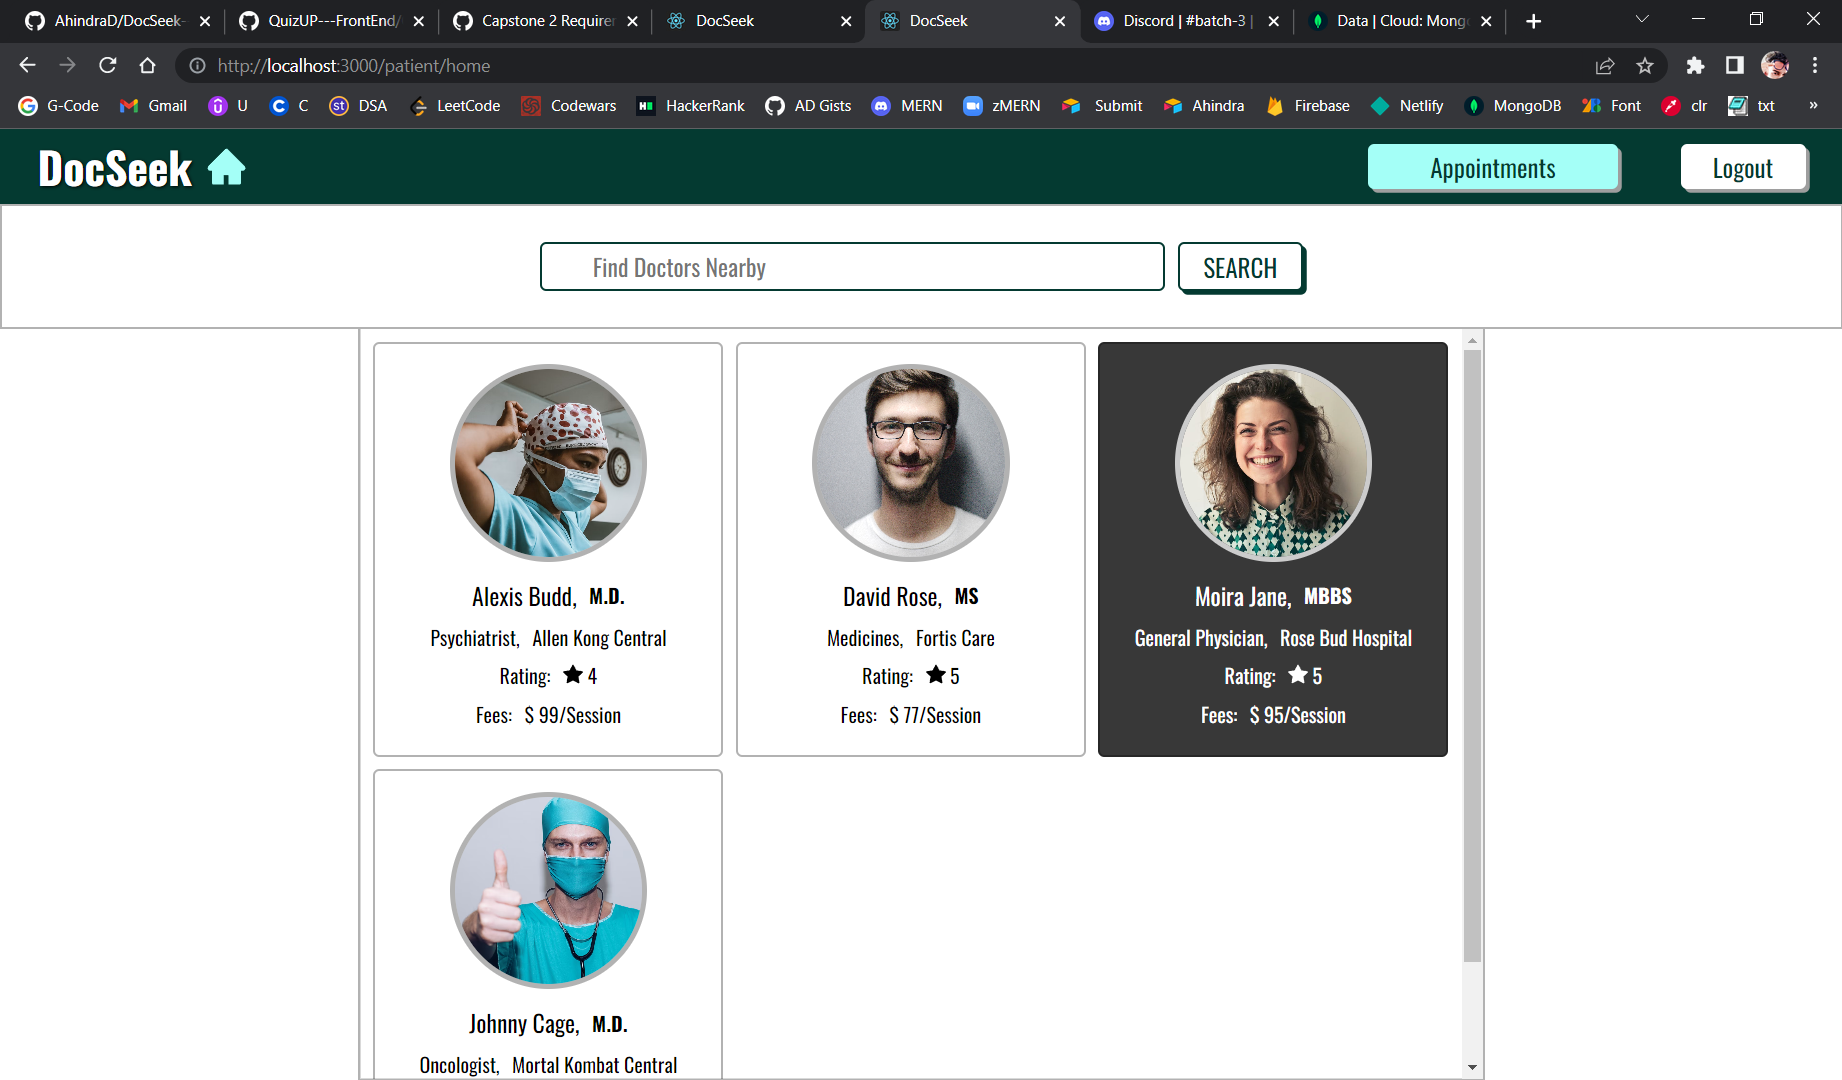 AhindraD/DocSeek-
QuizUP---FrontEnd/
Capstone 2 Requirer
DocSeek
DocSeek
Discord | #batch-3 |
Data | Cloud: Mong
http://localhost:3000/patient/home
G-Code
Gmail
U
C
DSA
LeetCode
Codewars
HackerRank
AD Gists
MERN
zMERN
Submit
Ahindra
Firebase
Netlify
MongoDB
Font
clr
txt
»
DocSeek
Appointments
Logout
Find Doctors Nearby
SEARCH
Alexis Budd, M.D.
Psychiatrist, Allen Kong Central
Rating: ★ 4
Fees: $ 99/Session
David Rose, MS
Medicines, Fortis Care
Rating: ★ 5
Fees: $ 77/Session
Moira Jane, MBBS
General Physician, Rose Bud Hospital
Rating: ★ 5
Fees: $ 95/Session
Johnny Cage, M.D.
Oncologist, Mortal Kombat Central